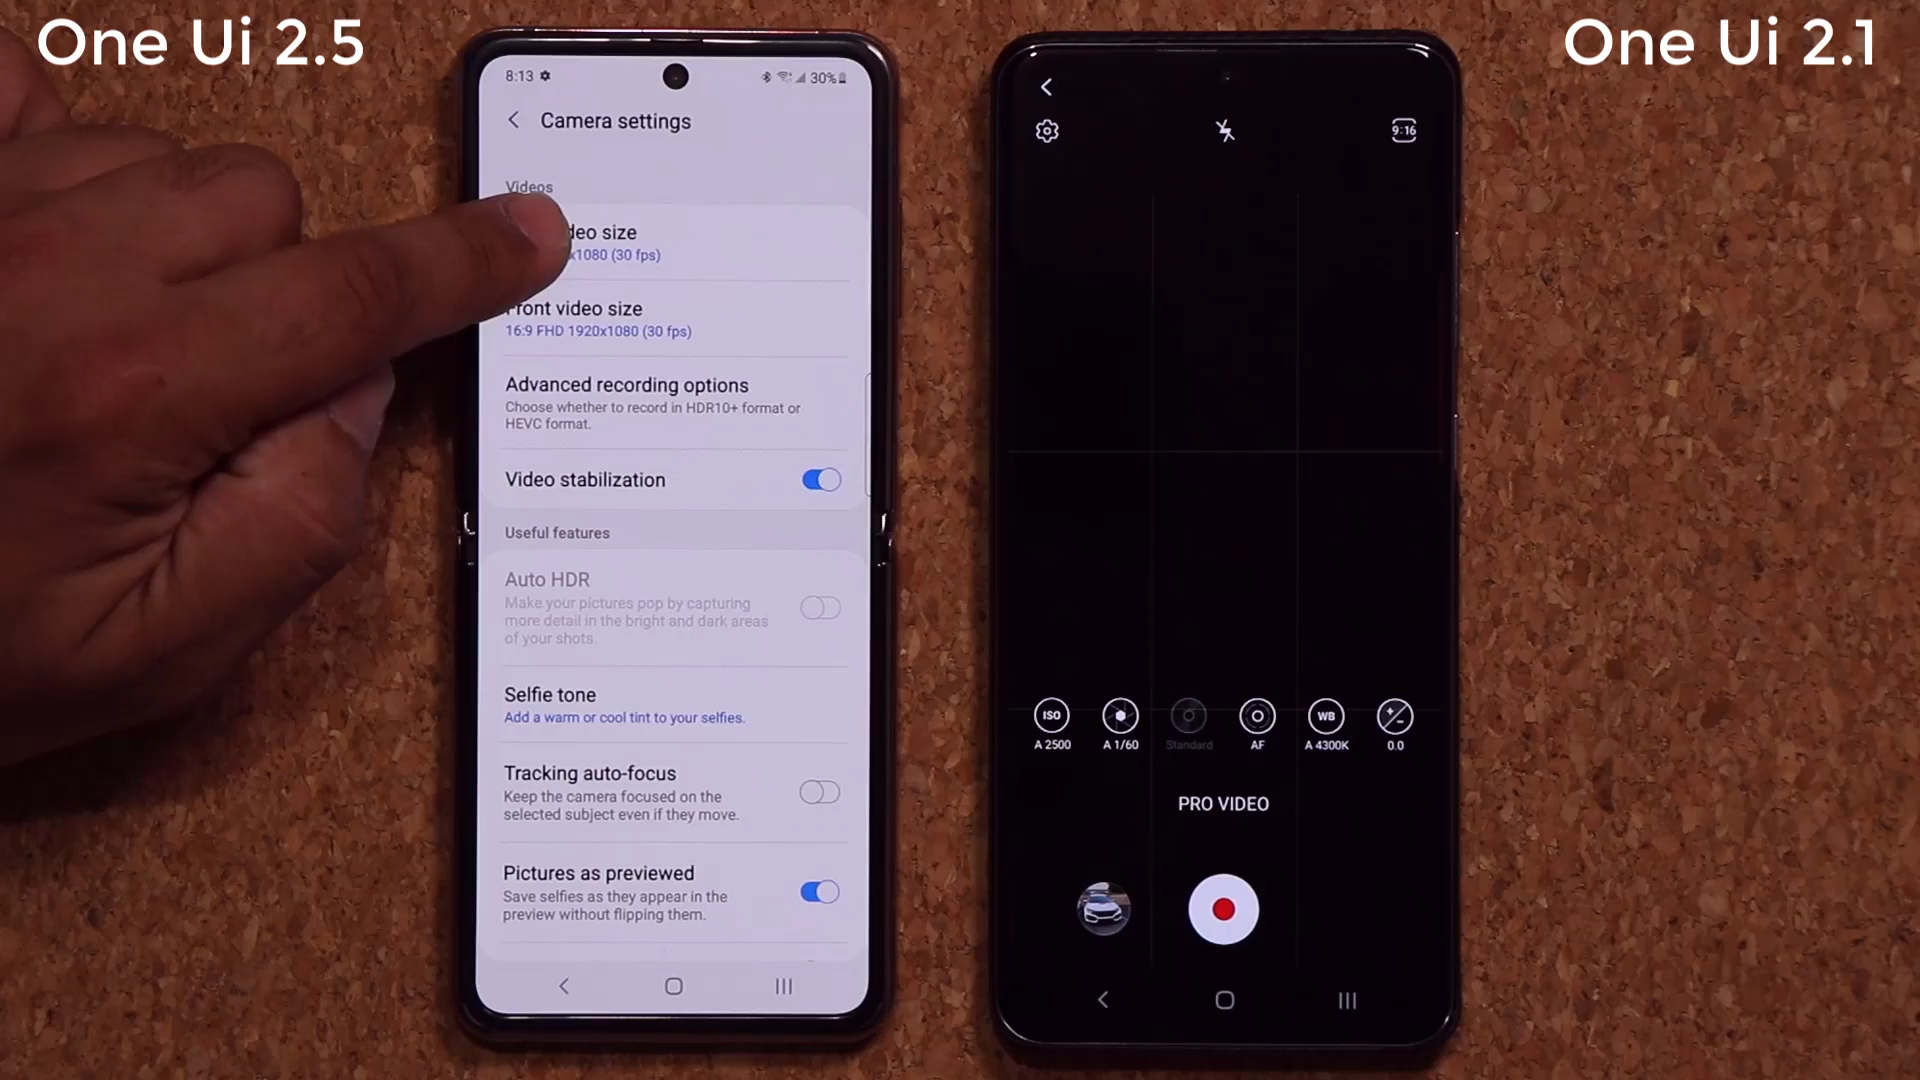 One Ui 2.5
One Ui 2.1
8:13
30%
Camera settings
Videos
deo size
x1080 (30 fps)
Front video size
16:9 FHD 1920x1080 (30 fps)
Advanced recording options
Choose whether to record in HDR10+ format or
HEVC format.
Video stabilization
Useful features
Auto HDR
Make your pictures pop by capturing
more detail in the bright and dark areas
of your shots.
Selfie tone
Add a warm or cool tint to your selfies.
Tracking auto-focus
Keep the camera focused on the
selected subject even if they move.
Pictures as previewed
Save selfies as they appear in the
preview without flipping them.
9:16
ISO
WB
A 2500
A 1/60
Standard
AF
A 4300K
0.0
PRO VIDEO